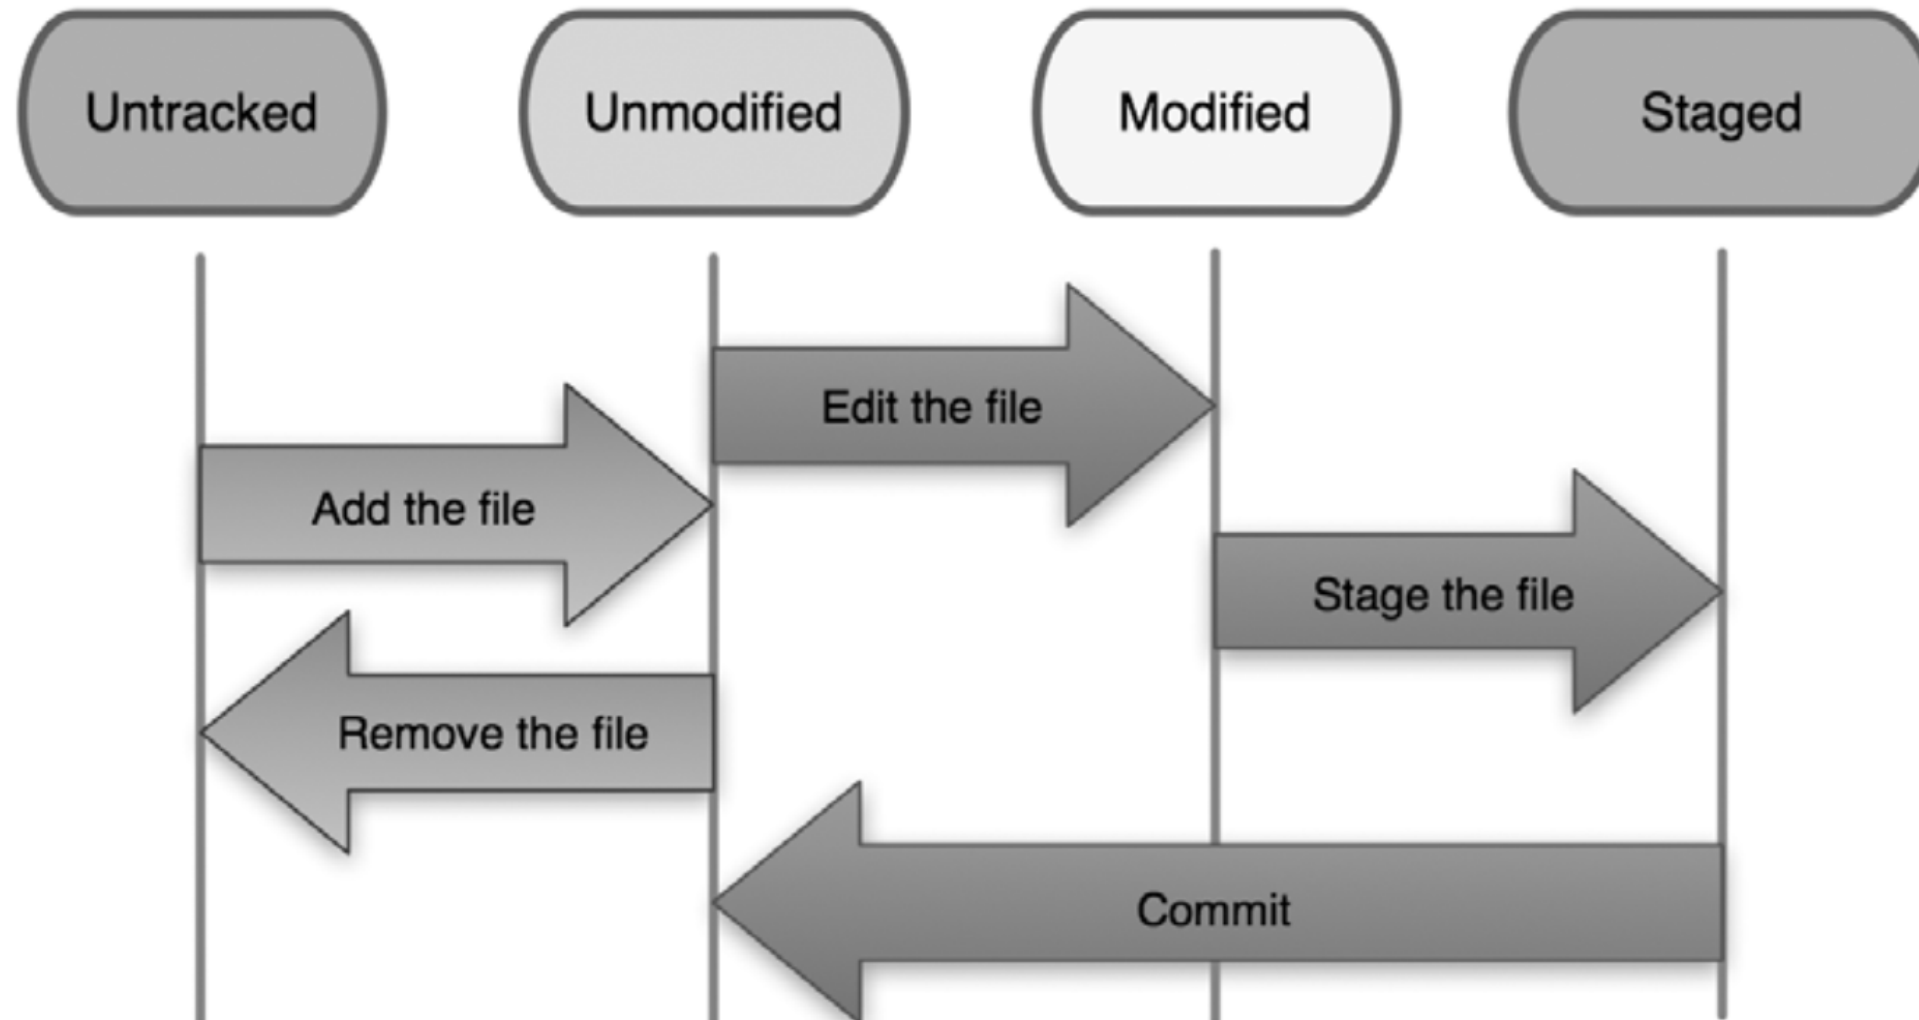 Untracked
Unmodified
Modified
Staged
Edit the file
Add the file
Stage the file
Remove the file
Commit